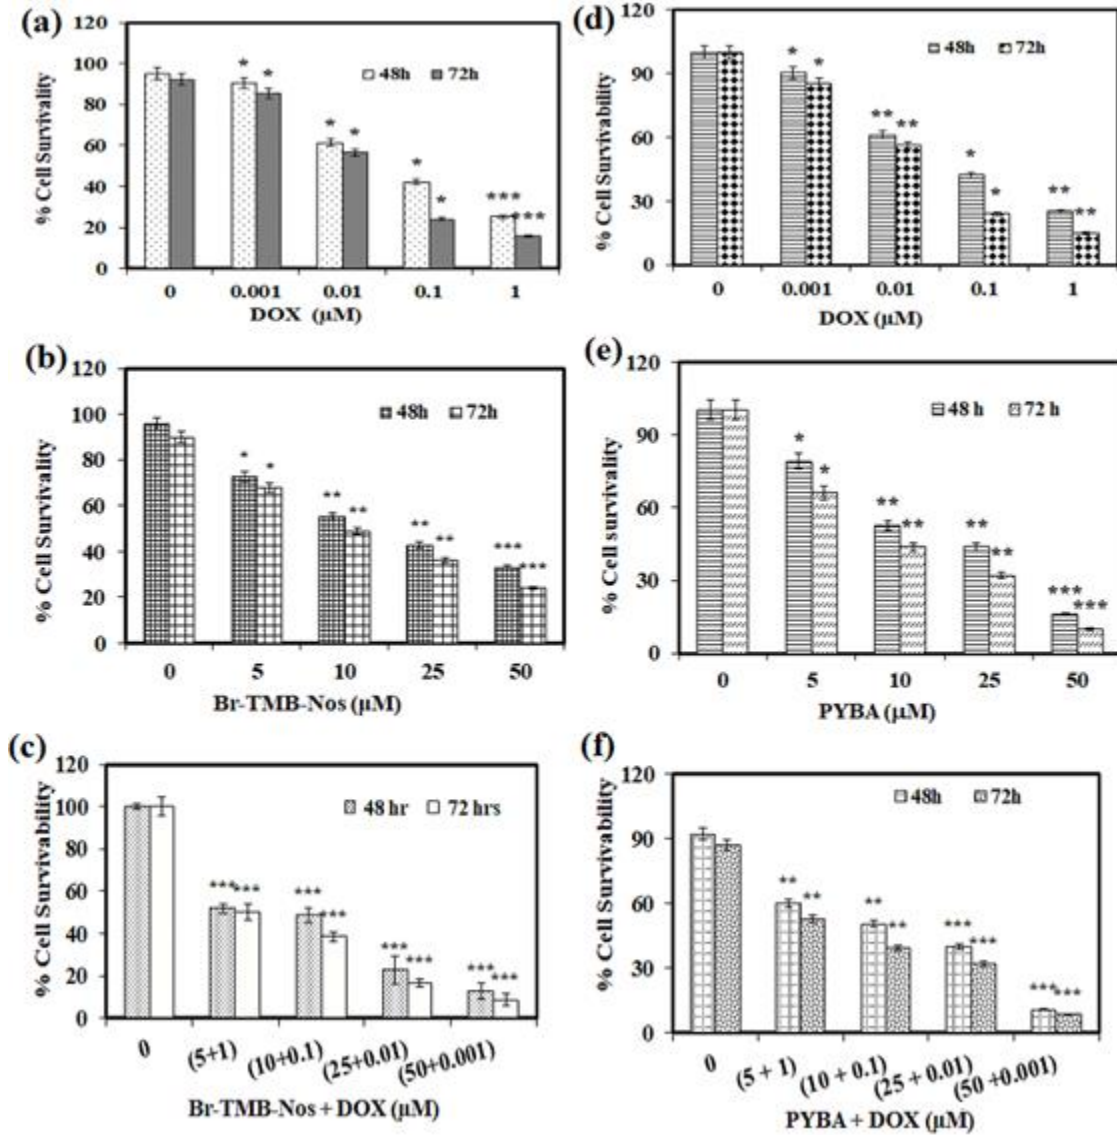 (a)
120
100
80
60
40
20
0
% Cell Survivality
48h 72h
* * * * * * *** ***
0 0.001 0.01 0.1 1
DOX (µM)
(d)
120
90
60
30
0
% Cell Survivability
48h 72h
* * ** ** * * ** **
0 0.001 0.01 0.1 1
DOX (µM)
(b)
120
100
80
60
40
20
0
% Cell Survivality
48h 72h
* * ** ** ** ** *** ***
0 5 10 25 50
Br-TMB-Nos (µM)
(e)
120
90
60
30
0
% Cell survivality
48 h 72 h
* * ** ** ** ** *** ***
0 5 10 25 50
PYBA (µM)
(c)
120
100
80
60
40
20
0
% Cell Survivability
48 hr 72 hrs
*** *** *** *** *** *** *** ***
0 (5+1) (10+0.1) (25+0.01) (50+0.001)
Br-TMB-Nos + DOX (µM)
(f)
120
90
60
30
0
% Cell Survivability
48h 72h
** ** ** ** *** *** *** ***
0 (5 + 1) (10 + 0.1) (25 + 0.01) (50 +0.001)
PYBA + DOX (µM)